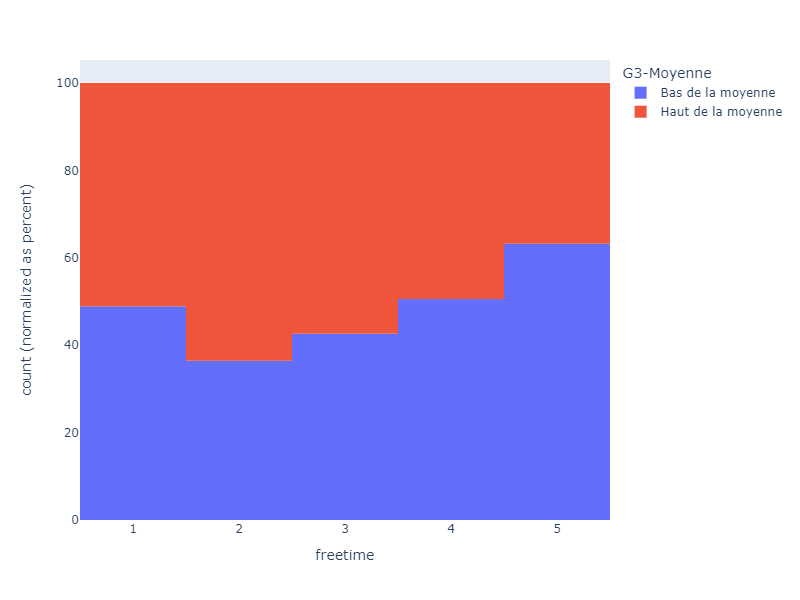 G3-Moyenne
Bas de la moyenne
Haut de la moyenne
count (normalized as percent)
100
80
60
40
20
0
1 2 3 4 5
freetime